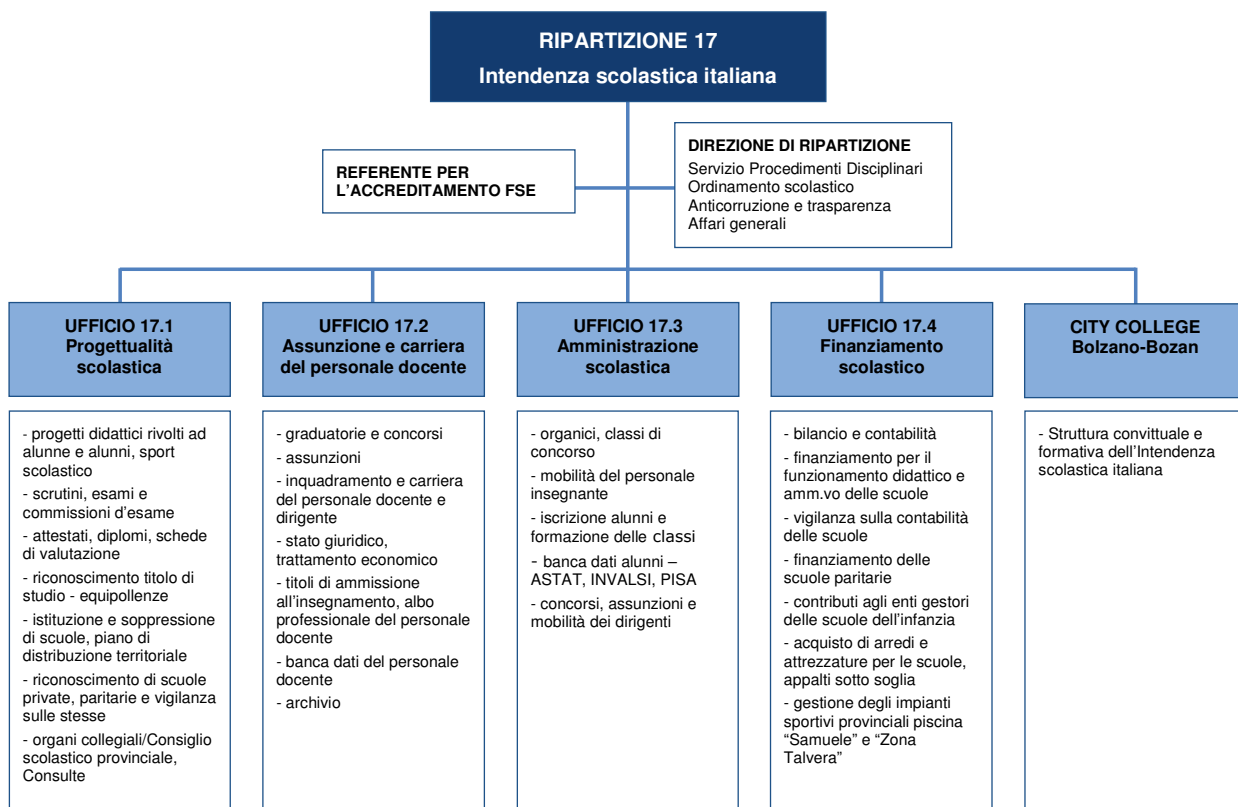 RIPARTIZIONE 17
Intendenza scolastica italiana
REFERENTE PER
L'ACCREDITAMENTO FSE
DIREZIONE DI RIPARTIZIONE
Servizio Procedimenti Disciplinari
Ordinamento scolastico
Anticorruzione e trasparenza
Affari generali
UFFICIO 17.1
Progettualità
scolastica
- progetti didattici rivolti ad
alunne e alunni, sport
scolastico
- scrutini, esami e
commissioni d'esame
- attestati, diplomi, schede
di valutazione
- riconoscimento titolo di
studio - equipollenze
- istituzione e soppressione
di scuole, piano di
distribuzione territoriale
- riconoscimento di scuole
private, paritarie e vigilanza
sulle stesse
- organi collegiali/Consiglio
scolastico provinciale,
Consulte
UFFICIO 17.2
Assunzione e carriera
del personale docente
- graduatorie e concorsi
- assunzioni
- inquadramento e carriera
del personale docente e
dirigente
- stato giuridico,
trattamento economico
- titoli di ammissione
all'insegnamento, albo
professionale del personale
docente
- banca dati del personale
docente
- archivio
UFFICIO 17.3
Amministrazione
scolastica
- organici, classi di
concorso
- mobilità del personale
insegnante
- iscrizione alunni e
formazione delle classi
- banca dati alunni –
ASTAT, INVALSI, PISA
- concorsi, assunzioni e
mobilità dei dirigenti
UFFICIO 17.4
Finanziamento
scolastico
- bilancio e contabilità
- finanziamento per il
funzionamento didattico e
amm.vo delle scuole
- vigilanza sulla contabilità
delle scuole
- finanziamento delle
scuole paritarie
- contributi agli enti gestori
delle scuole dell'infanzia
- acquisto di arredi e
attrezzature per le scuole,
appalti sotto soglia
- gestione degli impianti
sportivi provinciali piscina
“Samuele” e “Zona
Talvera”
CITY COLLEGE
Bolzano-Bozan
- Struttura convittuale e
formativa dell'Intendenza
scolastica italiana